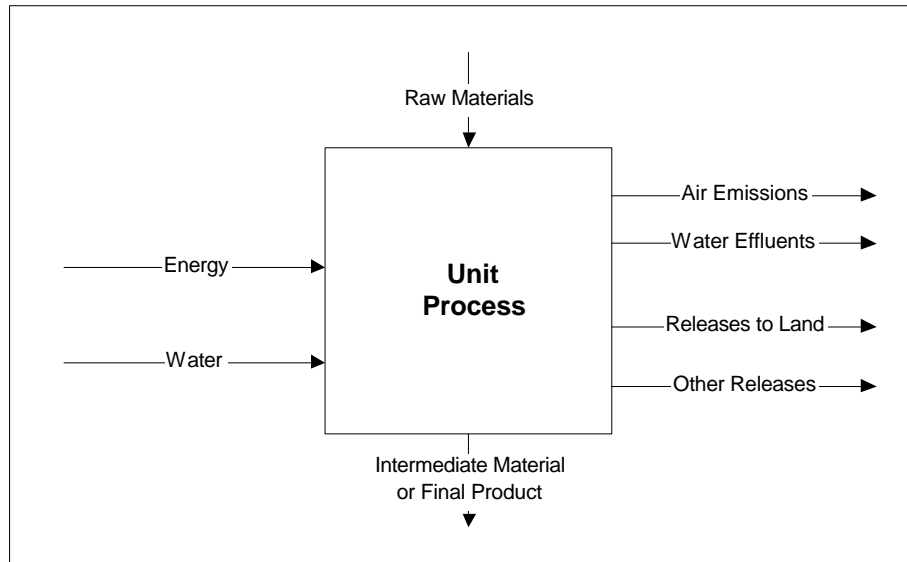 Raw Materials
Air Emissions
Water Effluents
Energy
Unit
Process
Releases to Land
Water
Other Releases
Intermediate Material
or Final Product